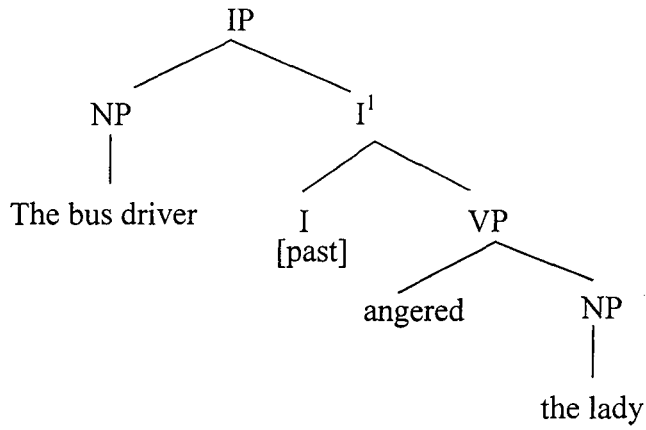 IP
NP I¹
The bus driver I VP
[past]
angered NP
the lady